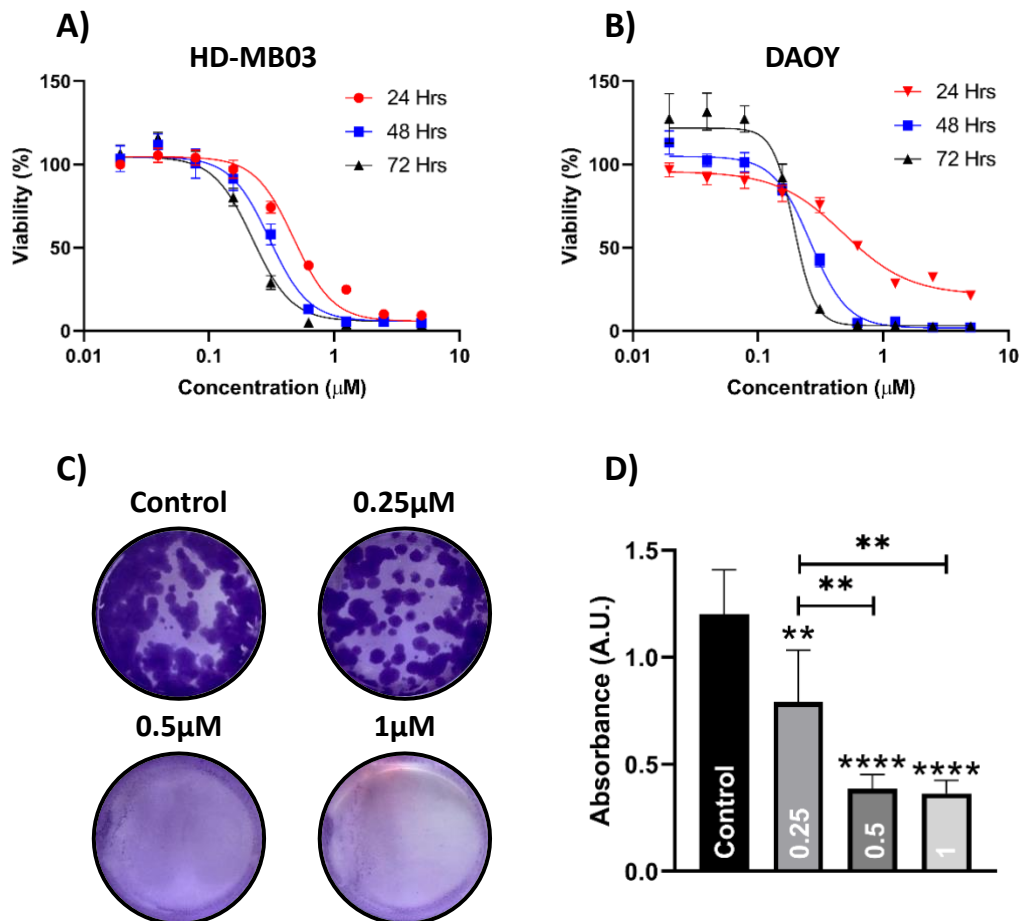 A)
HD-MB03
150
100
50
0
Viability (%)
0.01
0.1
1
10
Concentration (μM)
24 Hrs
48 Hrs
72 Hrs
B)
DAOY
150
100
50
0
Viability (%)
0.01
0.1
1
10
Concentration (μM)
24 Hrs
48 Hrs
72 Hrs
C)
Control
0.25μM
0.5μM
1μM
D)
1.5
1.0
0.5
0.0
Absorbance (A.U.)
**
**
**
****
****
Control
0.25
0.5
1